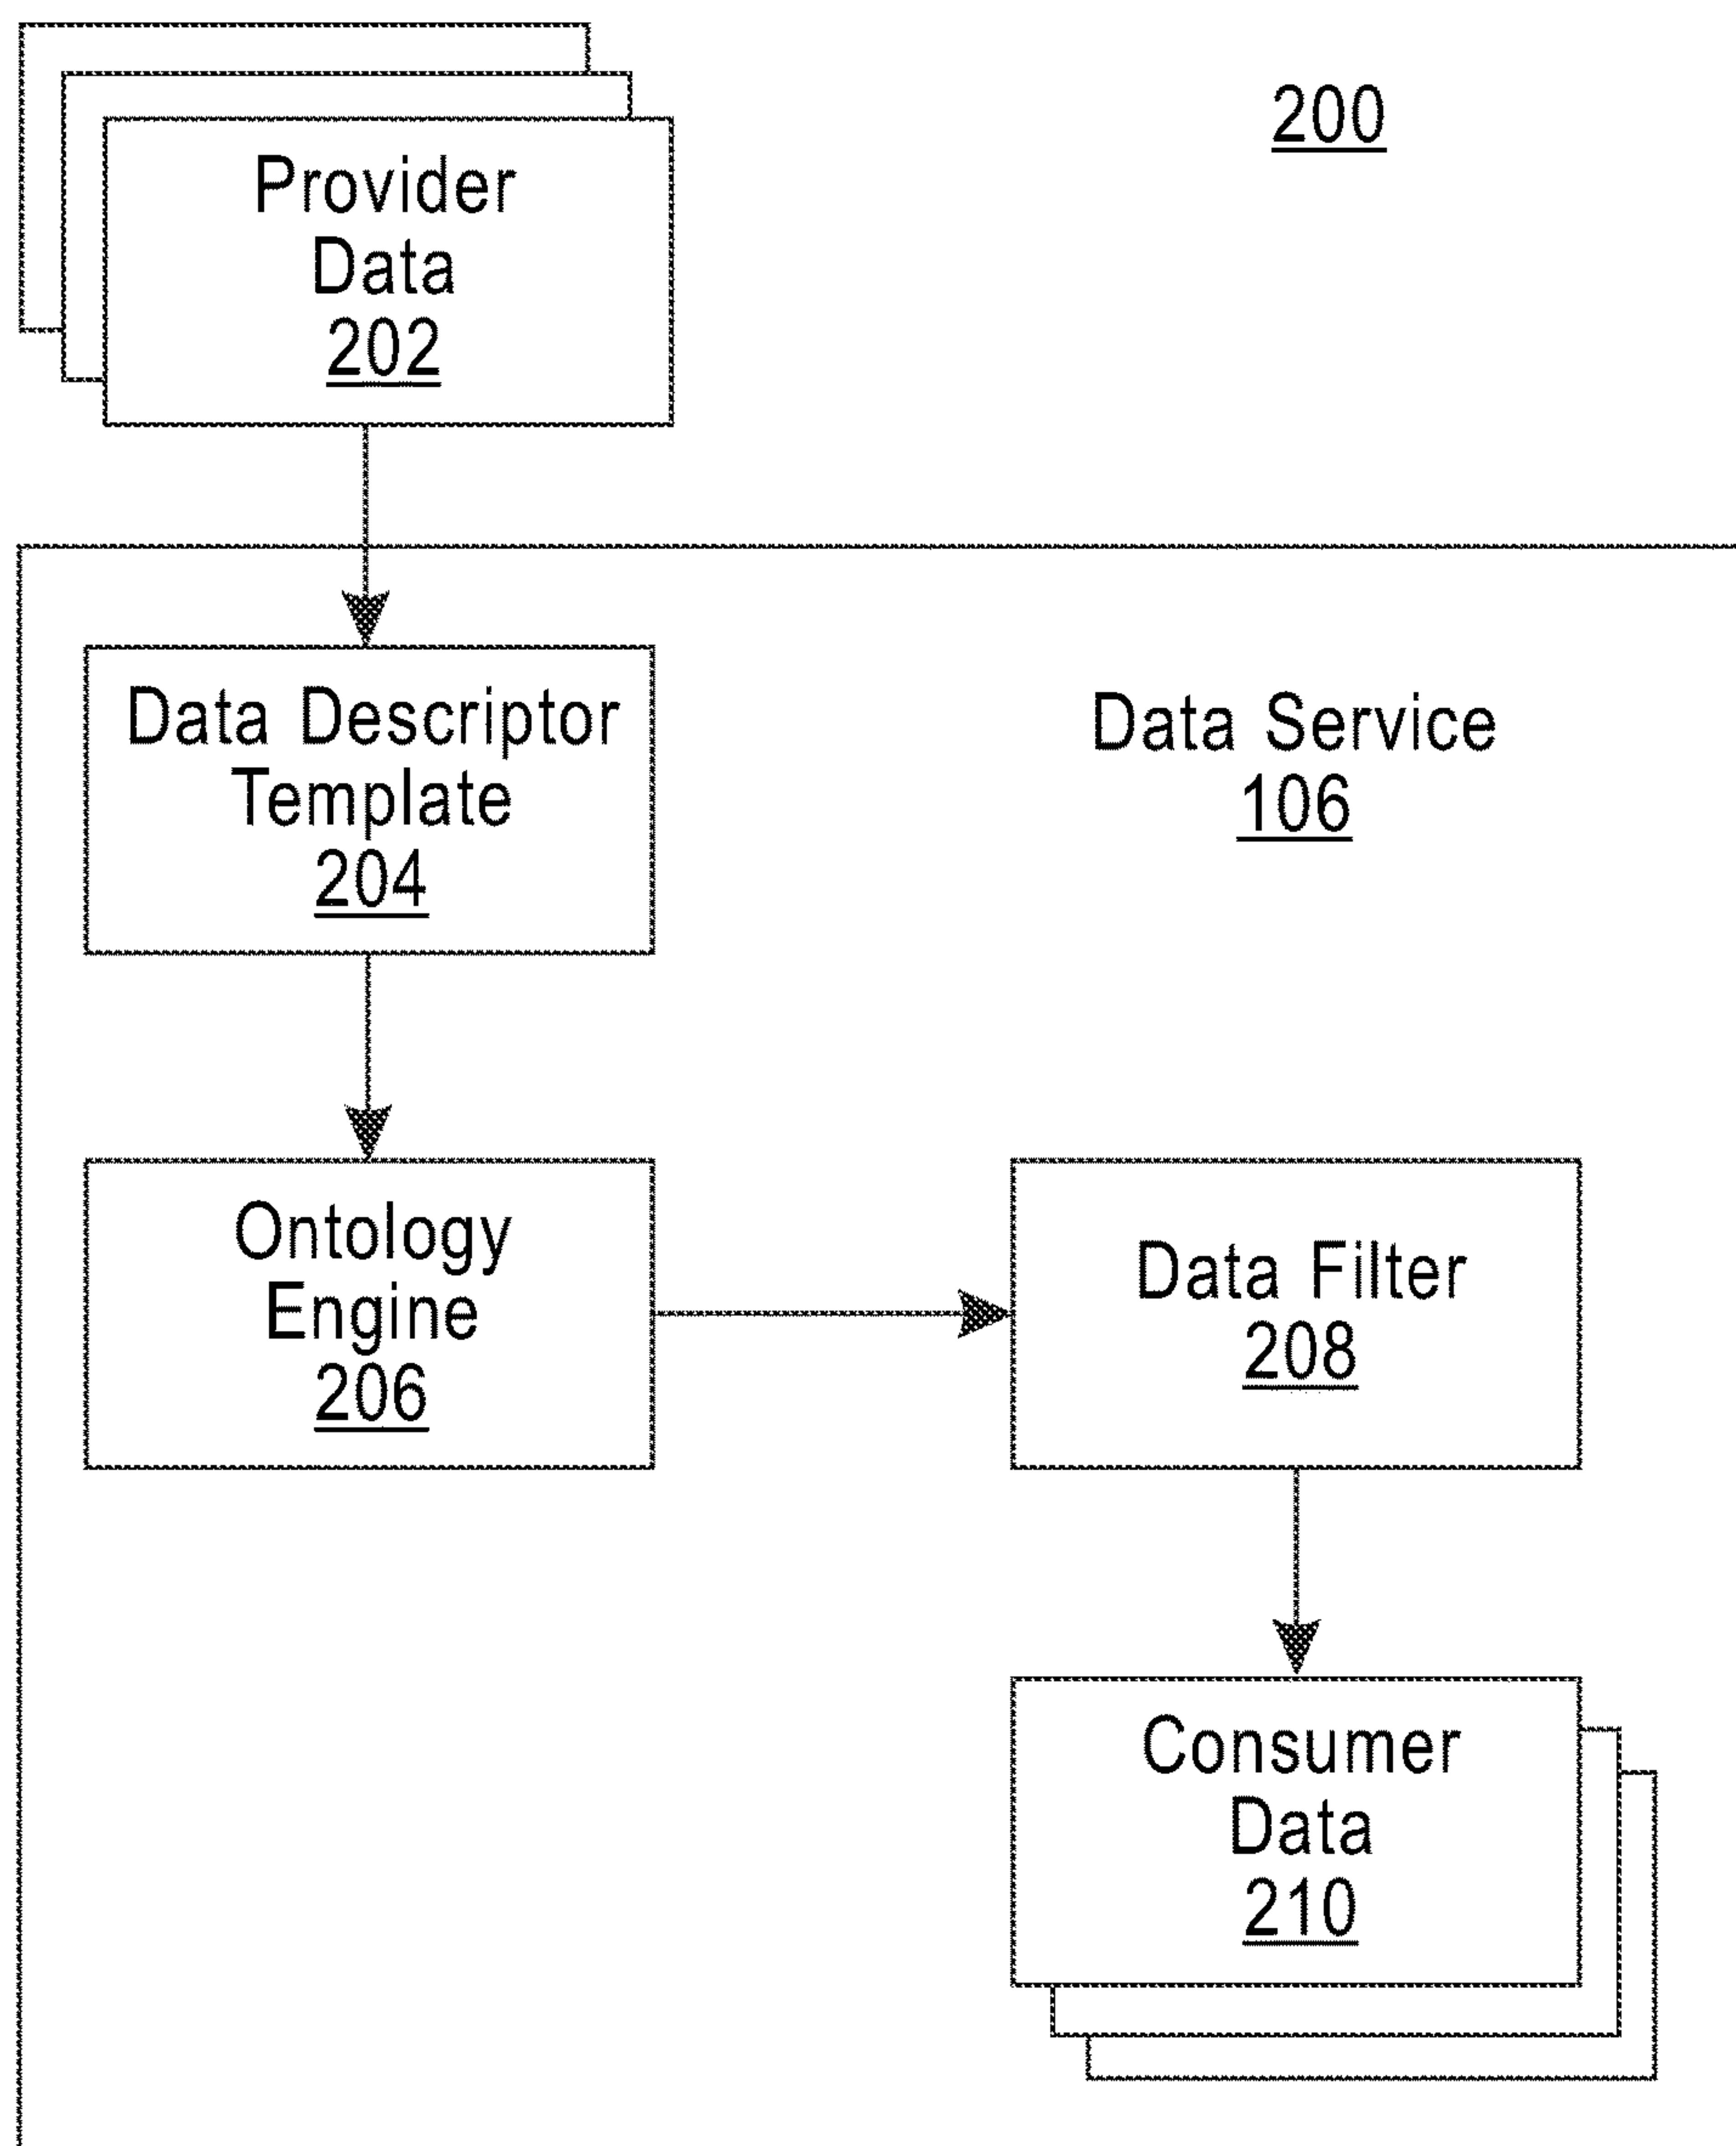 200
Provider
Data
202
Data Descriptor
Template
204
Data Service
106
Ontology
Engine
206
Data Filter
208
Consumer
Data
210